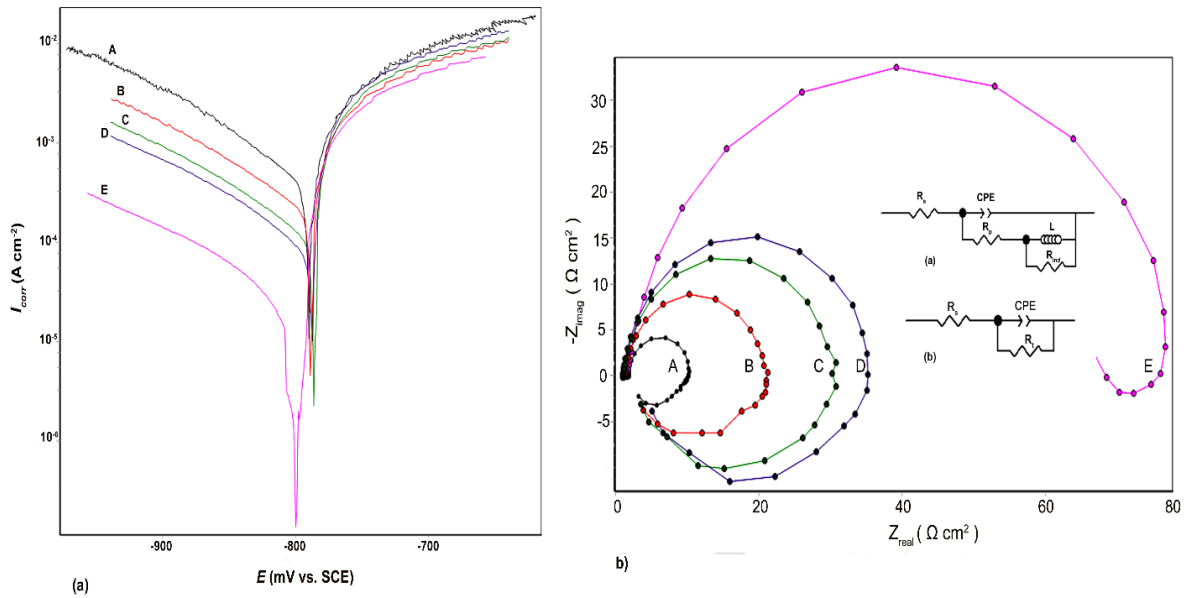 10⁻²
10⁻³
10⁻⁴
10⁻⁵
10⁻⁶
I_corr (A cm⁻²)
A
B
C
D
E
-900
-800
-700
E (mV vs. SCE)
(a)
30
25
20
15
10
5
0
-5
-Z_imag ( Ω cm²)
A
B
C
D
E
R_s
CPE
R_p
L
R_ind
(a)
R_s
CPE
R_t
(b)
0
20
40
60
80
Z_real ( Ω cm²)
b)